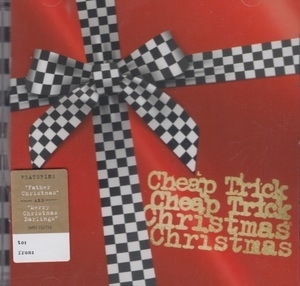 FEATURING
"Father
Christmas"
AND
"Merry
Christmas
Darlings"
to:
from:
Cheap Trick
Cheap Trick
Christmas
Christmas